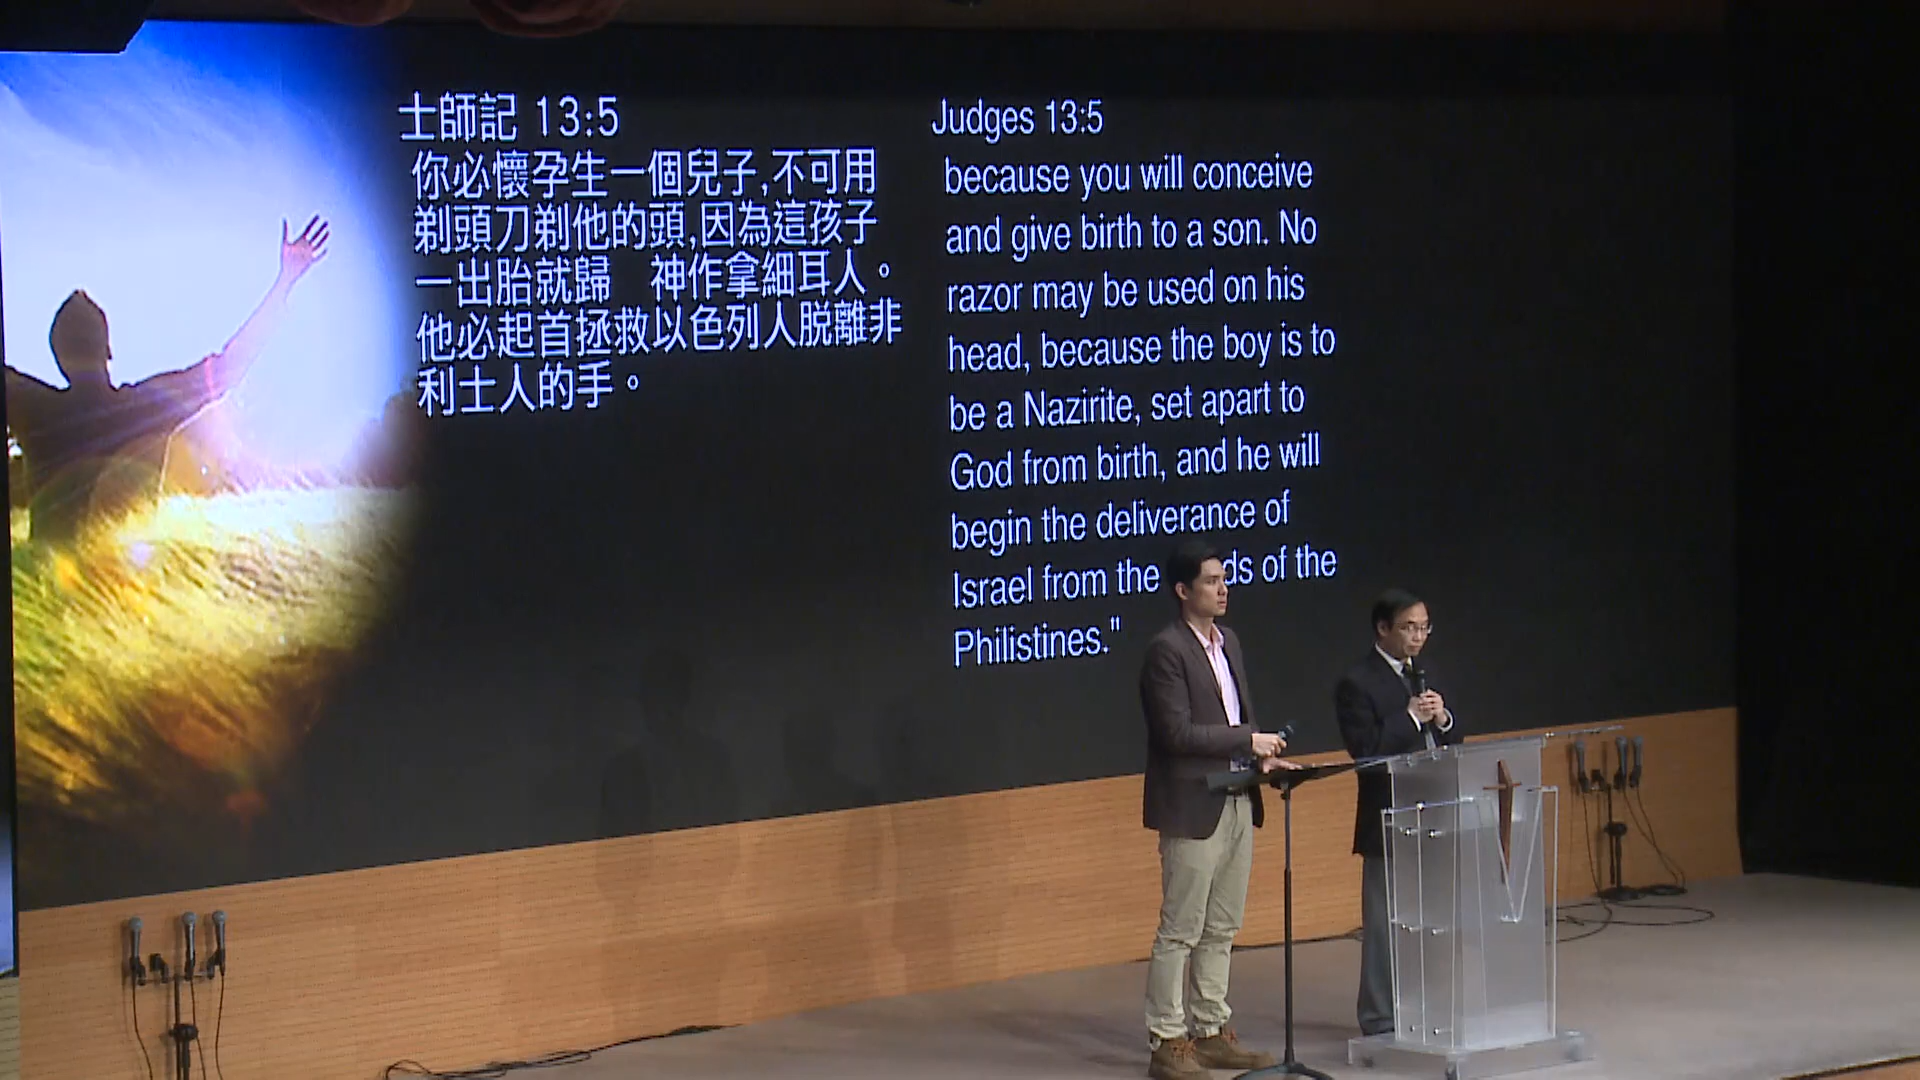 士師記 13:5
你必懷孕生一個兒子,不可用
剃頭刀剃他的頭,因為這孩子
一出胎就歸　神作拿細耳人。
他必起首拯救以色列人脫離非
利士人的手。
Judges 13:5
because you will conceive
and give birth to a son. No
razor may be used on his
head, because the boy is to
be a Nazirite, set apart to
God from birth, and he will
begin the deliverance of
Israel from the ds of the
Philistines."